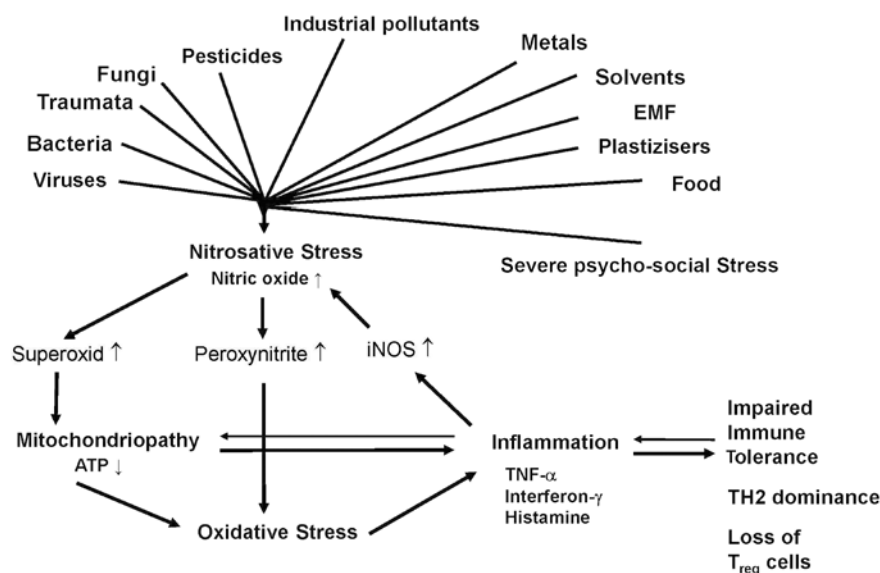 Industrial pollutants
Metals
Pesticides
Fungi
Solvents
Traumata
EMF
Bacteria
Plastizisers
Viruses
Food
Nitrosative Stress
Nitric oxide ↑
Severe psycho-social Stress
Superoxid ↑
Peroxynitrite ↑
iNOS ↑
Mitochondriopathy
ATP ↓
Inflammation
TNF-α
Interferon-γ
Histamine
Impaired
Immune
Tolerance
TH2 dominance
Loss of
Treg cells
Oxidative Stress